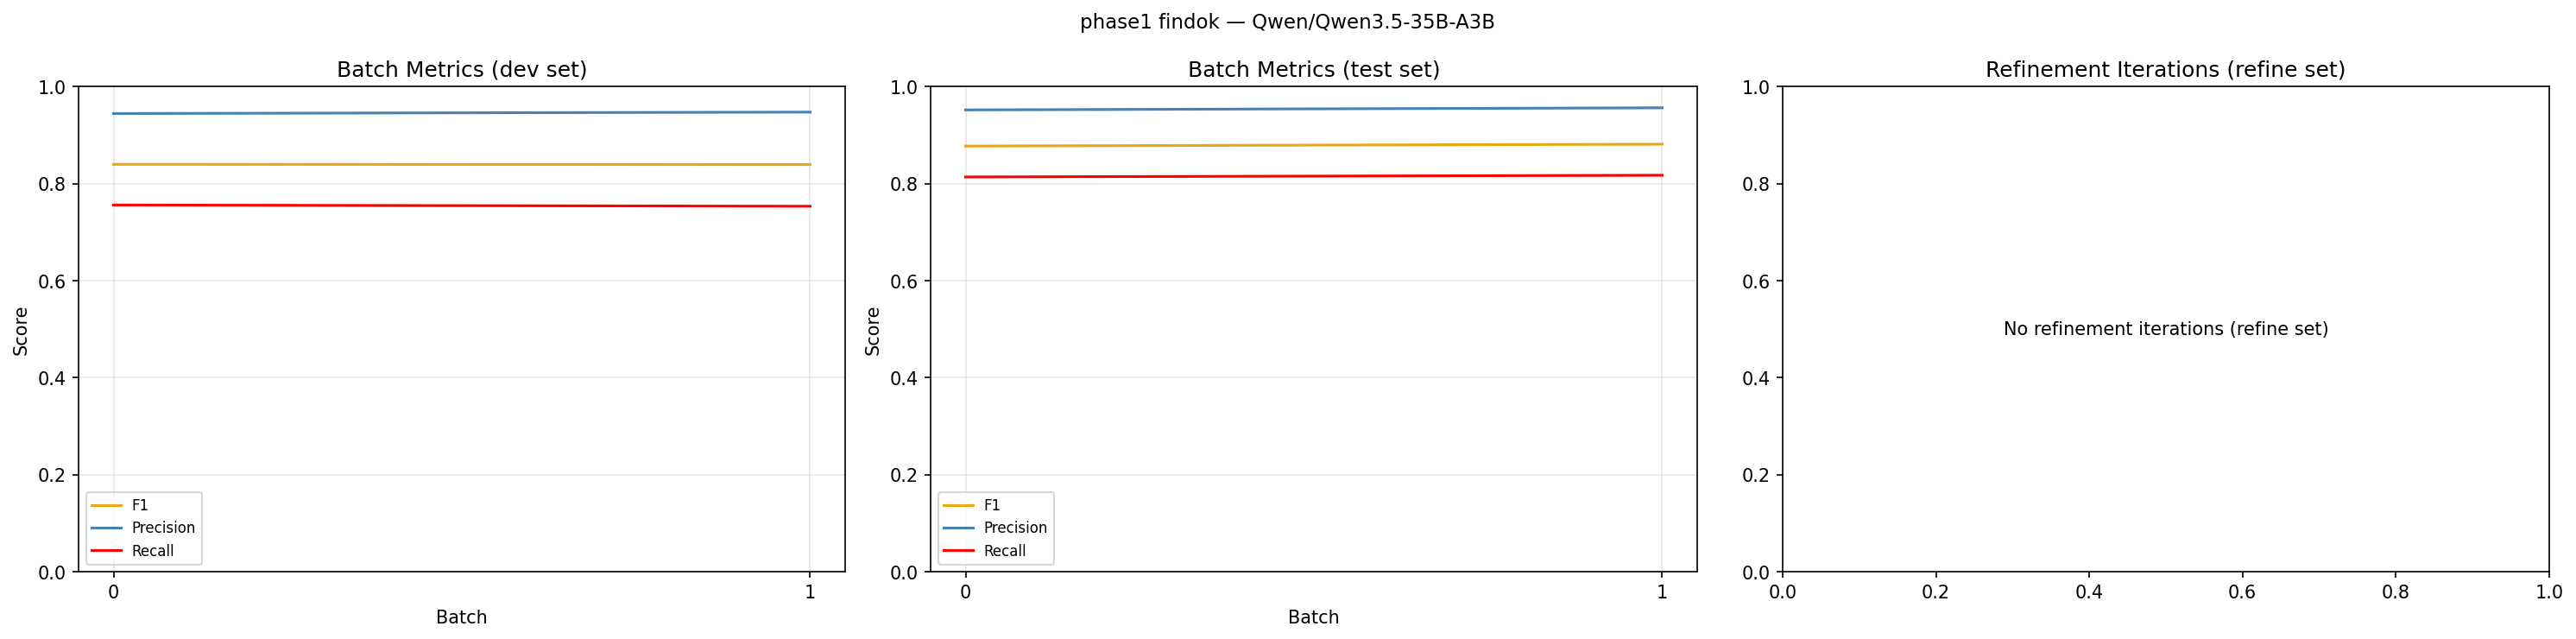 phase1 findok — Qwen/Qwen3.5-35B-A3B
Batch Metrics (dev set)
1.0
0.8
0.6
0.4
0.2
0.0
Score
F1
Precision
Recall
0 1
Batch
Batch Metrics (test set)
1.0
0.8
0.6
0.4
0.2
0.0
Score
F1
Precision
Recall
0 1
Batch
Refinement Iterations (refine set)
1.0
0.8
0.6
0.4
0.2
0.0
No refinement iterations (refine set)
0.0 0.2 0.4 0.6 0.8 1.0